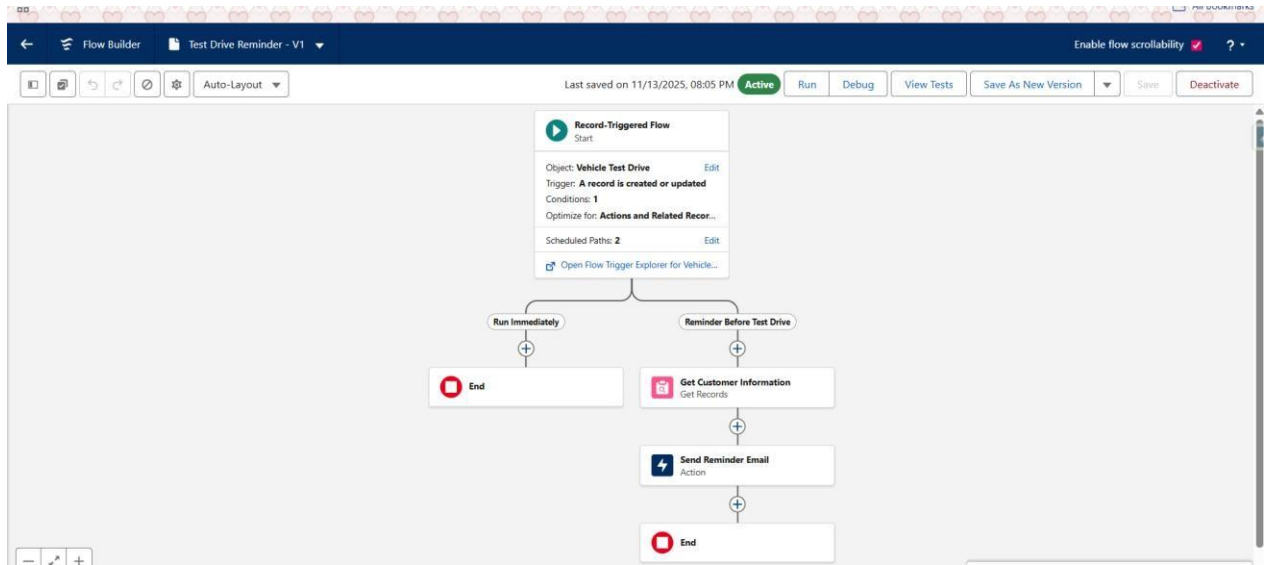 All Bookmarks
Flow Builder
Test Drive Reminder - V1
Enable flow scrollability
?
Auto-Layout
Last saved on 11/13/2025, 08:05 PM
Active
Run
Debug
View Tests
Save As New Version
Save
Deactivate
Record-Triggered Flow
Start
Object: Vehicle Test Drive
Edit
Trigger: A record is created or updated
Conditions: 1
Optimize for: Actions and Related Recor...
Scheduled Paths: 2
Edit
Open Flow Trigger Explorer for Vehicle...
Run Immediately
Reminder Before Test Drive
End
Get Customer Information
Get Records
Send Reminder Email
Action
End